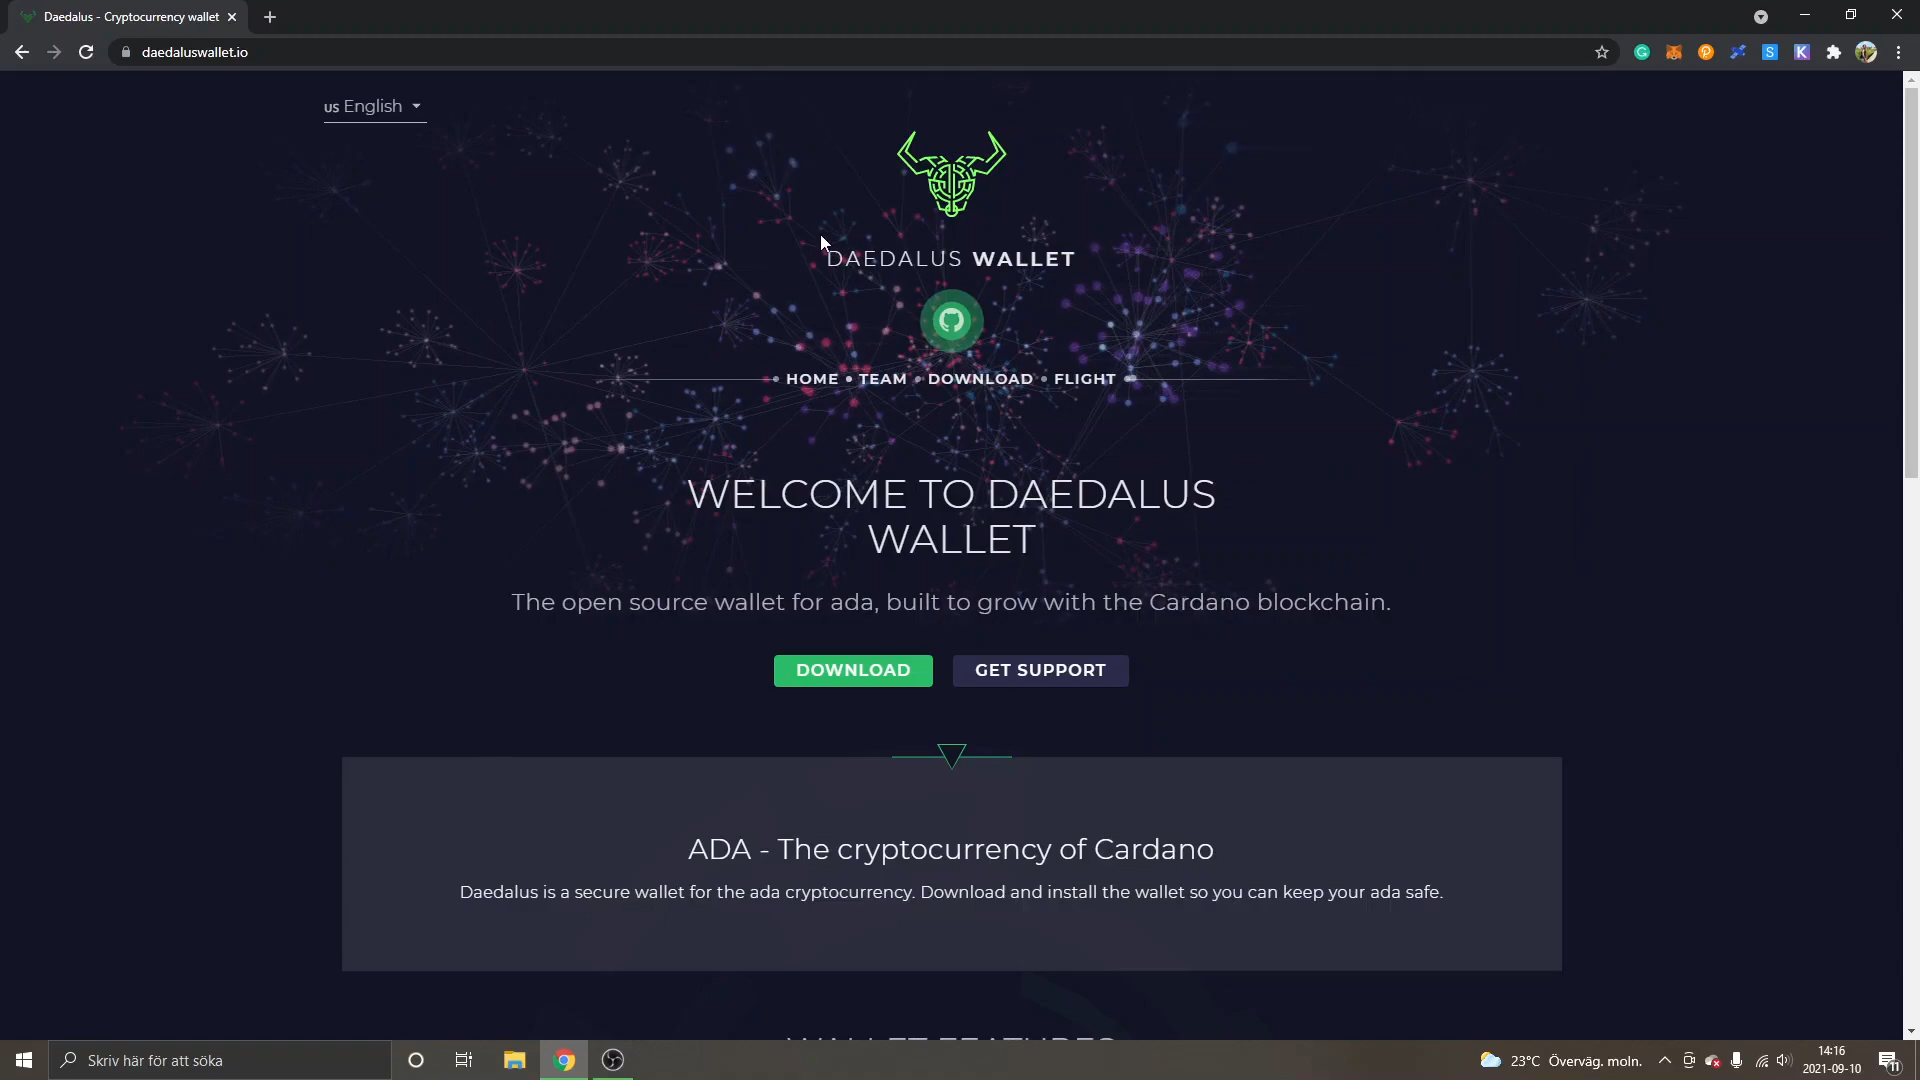 Daedalus - Cryptocurrency wallet
daedaluswallet.io
us English
DAEDALUS WALLET
HOME TEAM DOWNLOAD FLIGHT
WELCOME TO DAEDALUS
WALLET
The open source wallet for ada, built to grow with the Cardano blockchain.
DOWNLOAD GET SUPPORT
ADA - The cryptocurrency of Cardano
Daedalus is a secure wallet for the ada cryptocurrency. Download and install the wallet so you can keep your ada safe.
WALLET FEATURES
Skriv här för att söka
23°C Överväg. moln.
14:16
2021-09-10
11